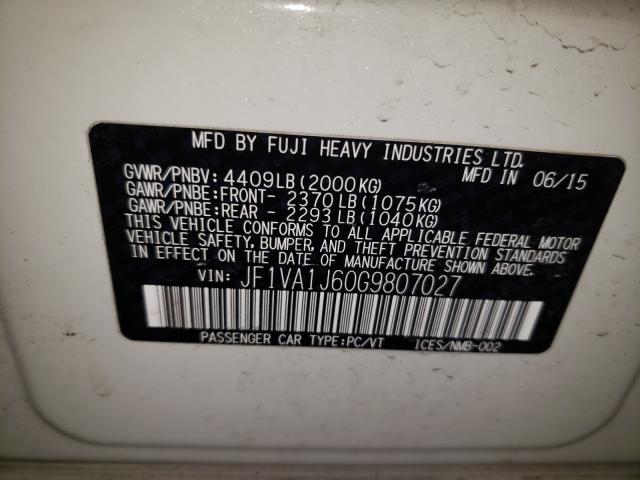 MFD BY FUJI HEAVY INDUSTRIES LTD.
GVWR/PNBV: 4409LB(2000KG) MFD IN 06/15
GAWR/PNBE:FRONT- 2370LB(1075KG)
GAWR/PNBE:REAR - 2293LB(1040KG)
THIS VEHICLE CONFORMS TO ALL APPLICABLE FEDERAL MOTOR
VEHICLE SAFETY, BUMPER, AND THEFT PREVENTION STANDARDS
IN EFFECT ON THE DATE OF MANUFACTURE SHOWN ABOVE.
VIN: JF1VA1J60G9807027
PASSENGER CAR TYPE:PC/VT ICES/NMB-002